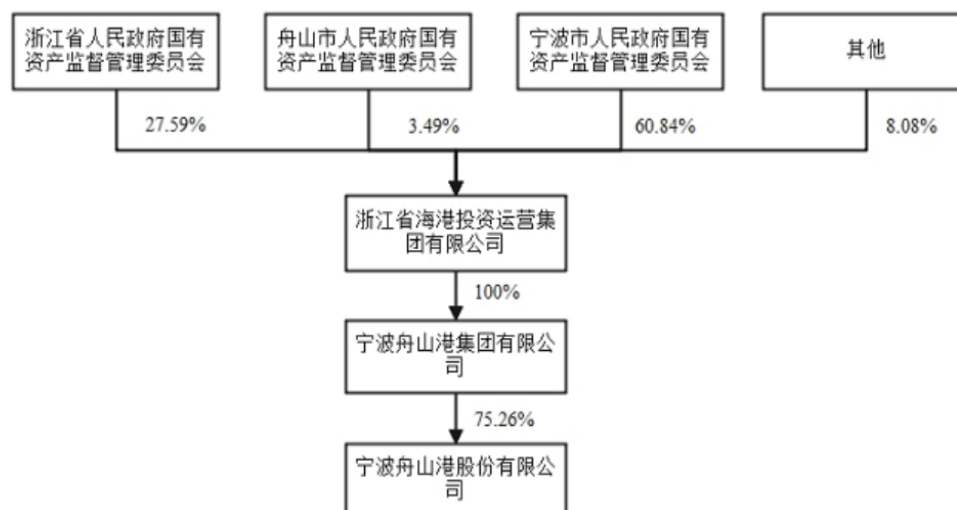 浙江省人民政府国有
资产监督管理委员会
舟山市人民政府国有
资产监督管理委员会
宁波市人民政府国有
资产监督管理委员会
其他
27.59%
3.49%
60.84%
8.08%
浙江省海港投资运营集
团有限公司
100%
宁波舟山港集团有限公
司
75.26%
宁波舟山港股份有限公
司